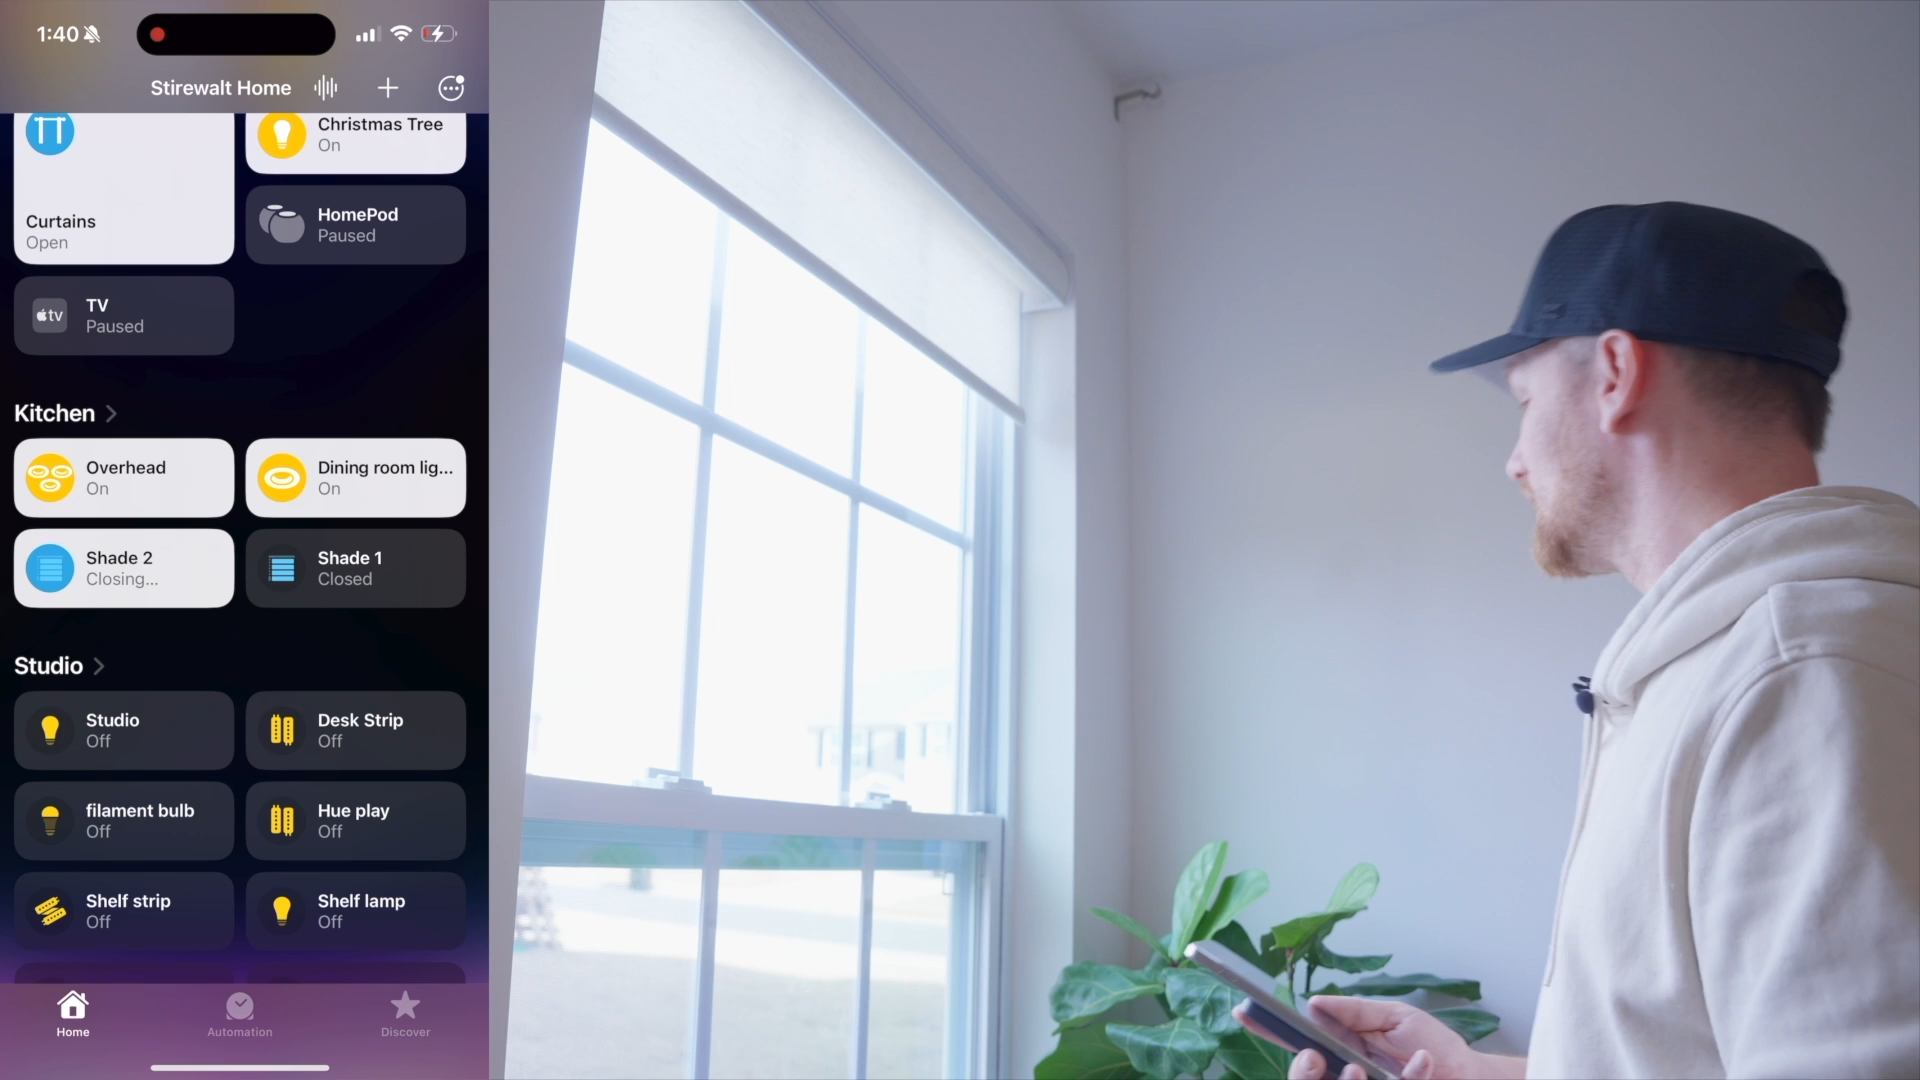 1:40
Stirewalt Home
Christmas Tree
On
Curtains
Open
HomePod
Paused
tv
TV
Paused
Kitchen
Overhead
On
Dining room lig...
On
Shade 2
Closing...
Shade 1
Closed
Studio
Studio
Off
Desk Strip
Off
filament bulb
Off
Hue play
Off
Shelf strip
Off
Shelf lamp
Off
Home
Automation
Discover